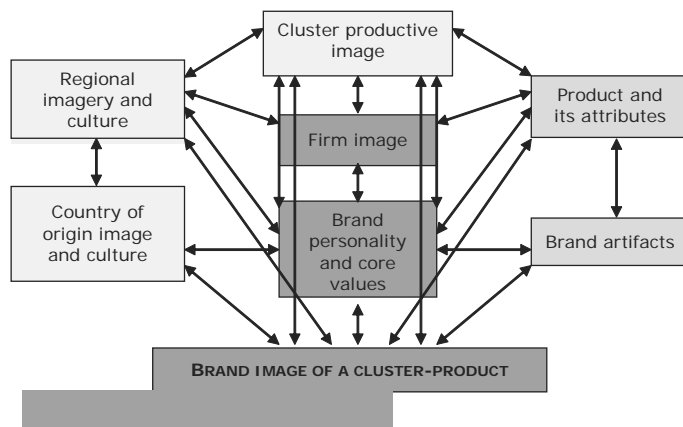 Cluster productive
image
Regional
imagery and
culture
Product and
its attributes
Firm image
Country of
origin image
and culture
Brand
personality
and core
values
Brand artifacts
BRAND IMAGE OF A CLUSTER-PRODUCT